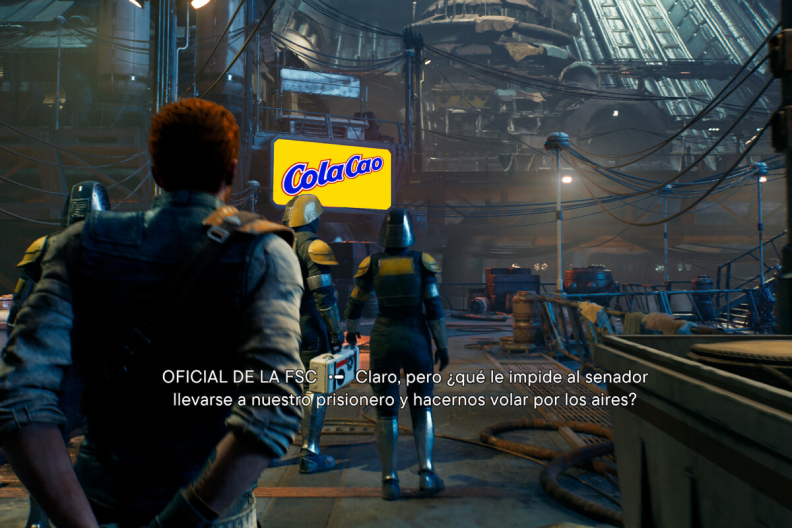 ColaCao
OFICIAL DE LA FSC — Claro, pero ¿qué le impide al senador
llevarse a nuestro prisionero y hacernos volar por los aires?